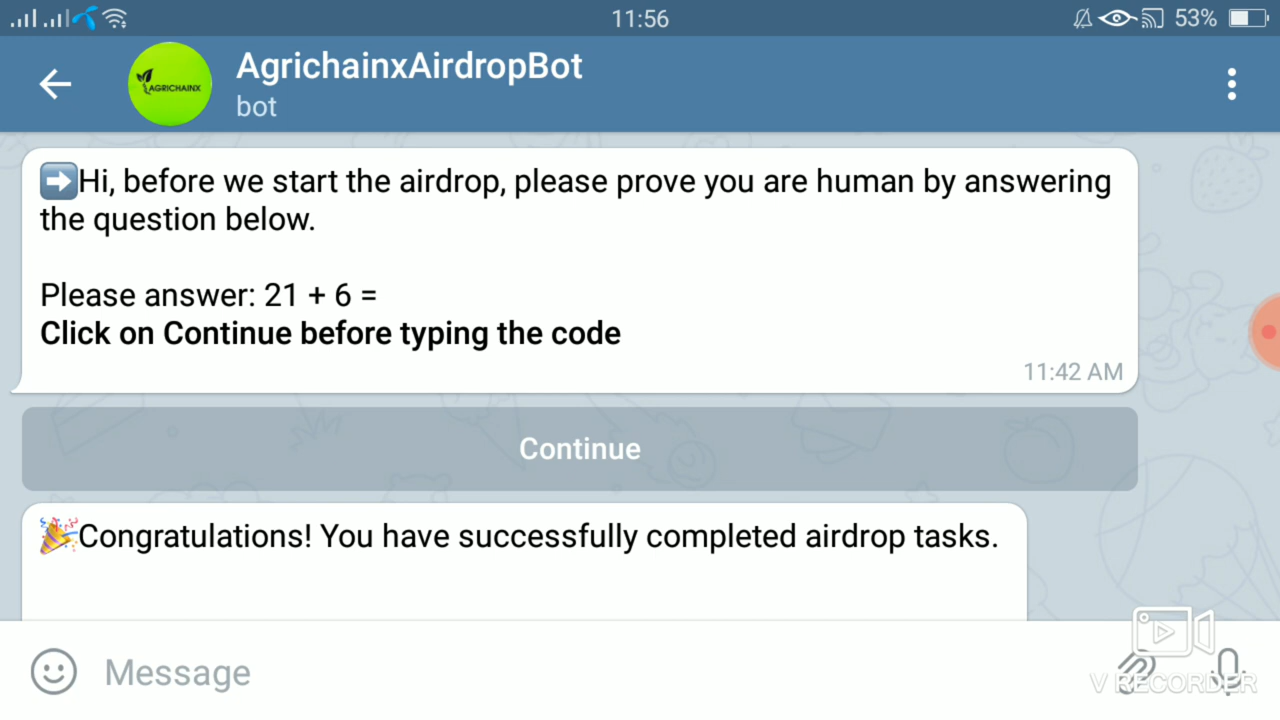 11:56
53%
AGRICHAINX
AgrichainxAirdropBot
bot
➡️Hi, before we start the airdrop, please prove you are human by answering
the question below.
Please answer: 21 + 6 =
Click on Continue before typing the code
11:42 AM
Continue
🎉Congratulations! You have successfully completed airdrop tasks.
Message
V RECORDER